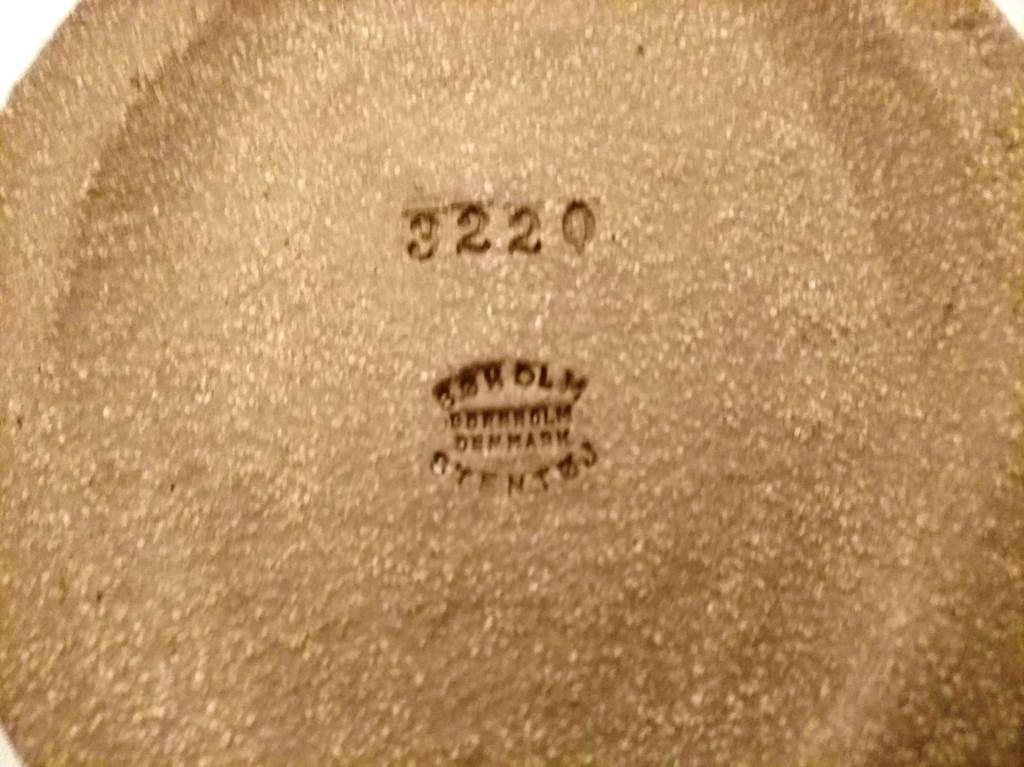 3220
SØHOLM
BORNHOLM
DENMARK
STENTØJ